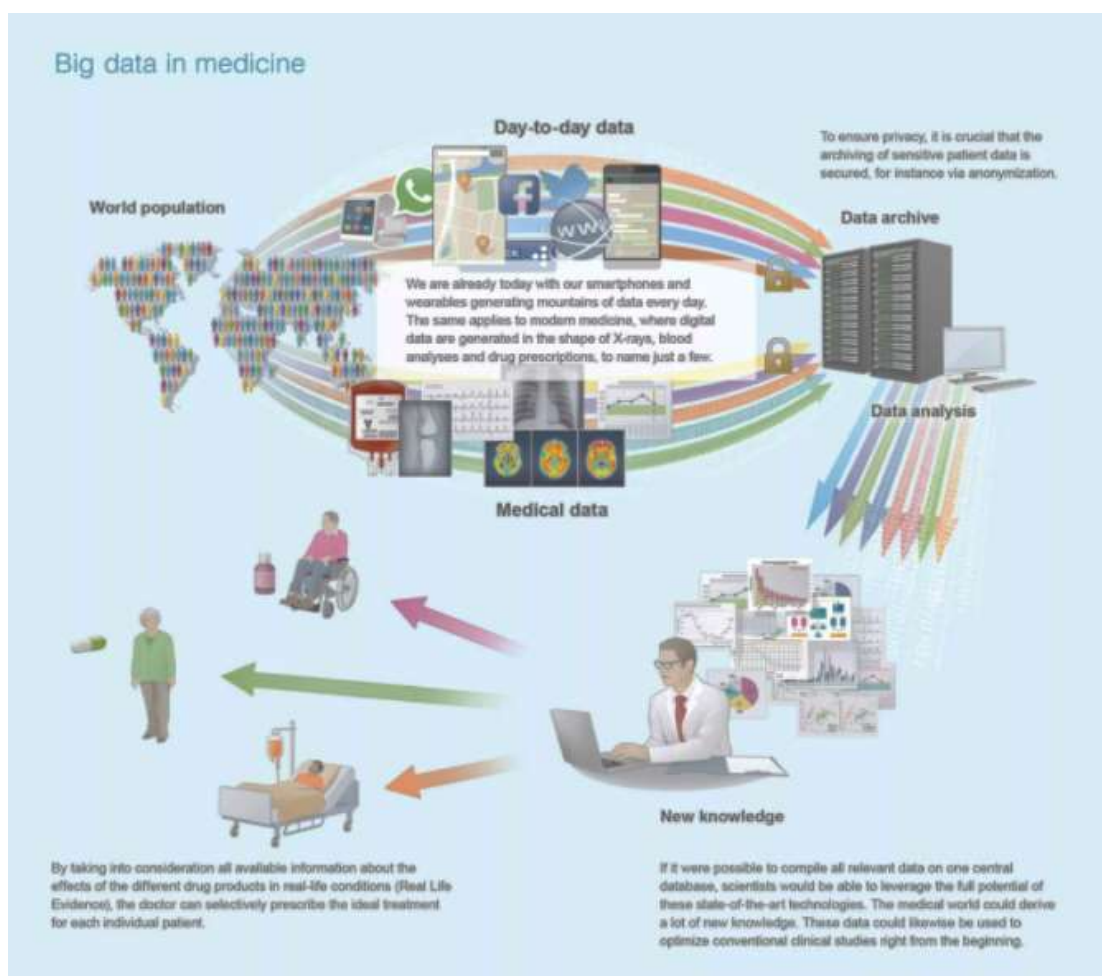 Big data in medicine
Day-to-day data
To ensure privacy, it is crucial that the
archiving of sensitive patient data is
secured, for instance via anonymization.
World population
Data archive
WWW
We are already today with our smartphones and
wearables generating mountains of data every day.
The same applies to modern medicine, where digital
data are generated in the shape of X-rays, blood
analyses and drug prescriptions, to name just a few.
Data analysis
Medical data
New knowledge
By taking into consideration all available information about the
effects of the different drug products in real-life conditions (Real Life
Evidence), the doctor can selectively prescribe the ideal treatment
for each individual patient.
If it were possible to compile all relevant data on one central
database, scientists would be able to leverage the full potential of
these state-of-the-art technologies. The medical world could derive
a lot of new knowledge. These data could likewise be used to
optimize conventional clinical studies right from the beginning.